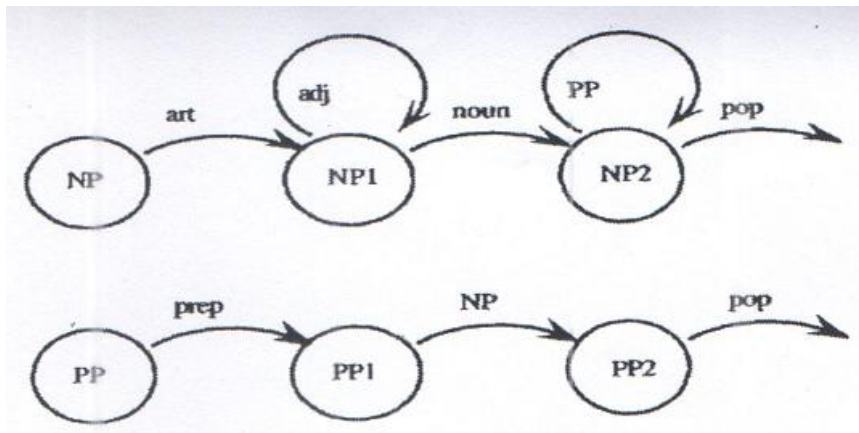 art adj noun PP pop
NP NP1 NP2
prep NP pop
PP PP1 PP2